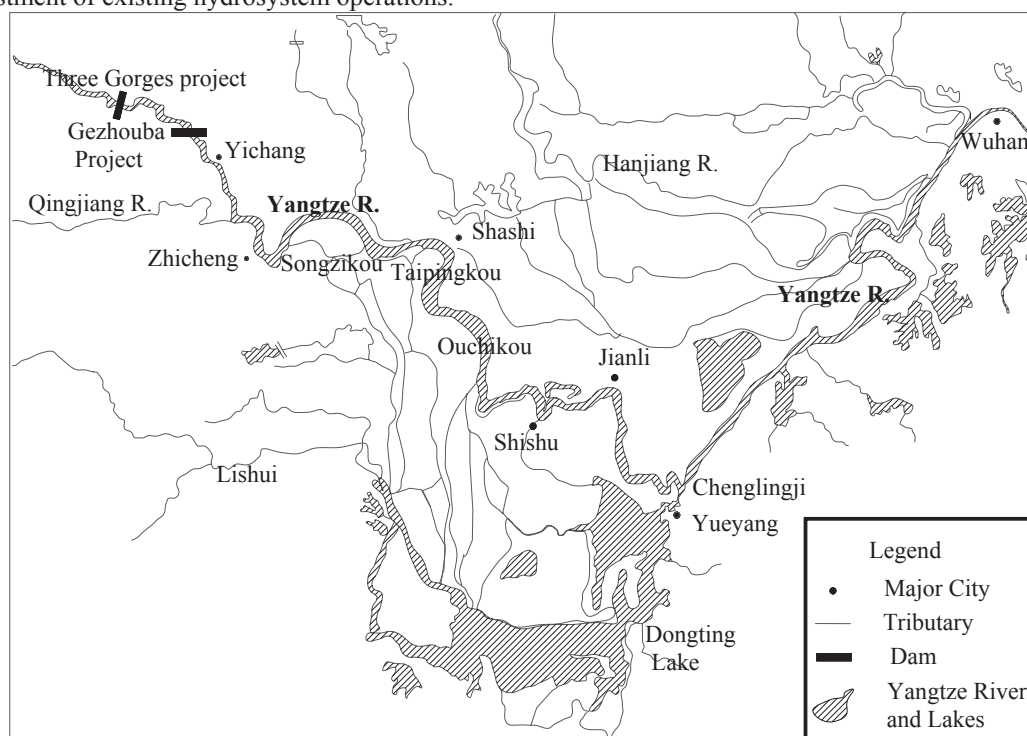 stment of existing hydrosystem operations.
Three Gorges project
Gezhouba
Project
Yichang
Wuhan
Hanjiang R.
Qingjiang R.
Yangtze R.
Shashi
Zhicheng
Songzikou
Taipingkou
Yangtze R.
Ouchikou
Jianli
Shishu
Lishui
Chenglingji
Yueyang
Dongting
Lake
Legend
Major City
Tributary
Dam
Yangtze River
and Lakes